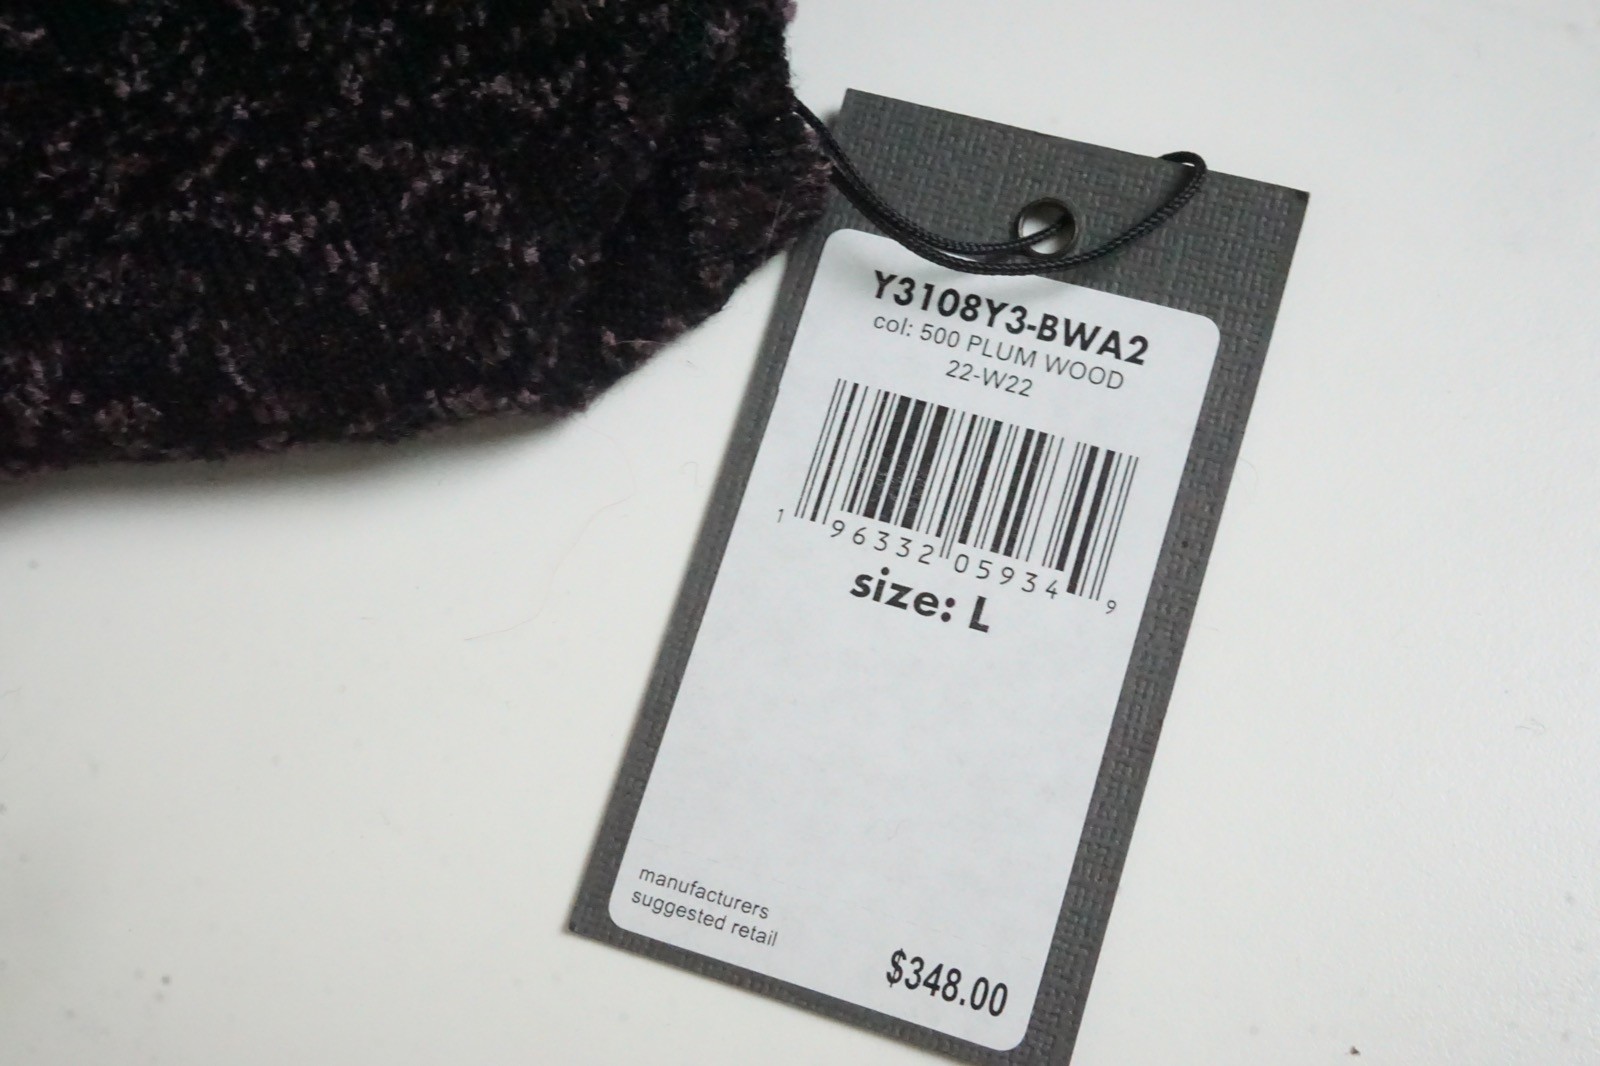 Y3108Y3-BWA2
col: 500 PLUM WOOD
22-W22
1 96332 05934 9
size: L
manufacturers
suggested retail
$348.00